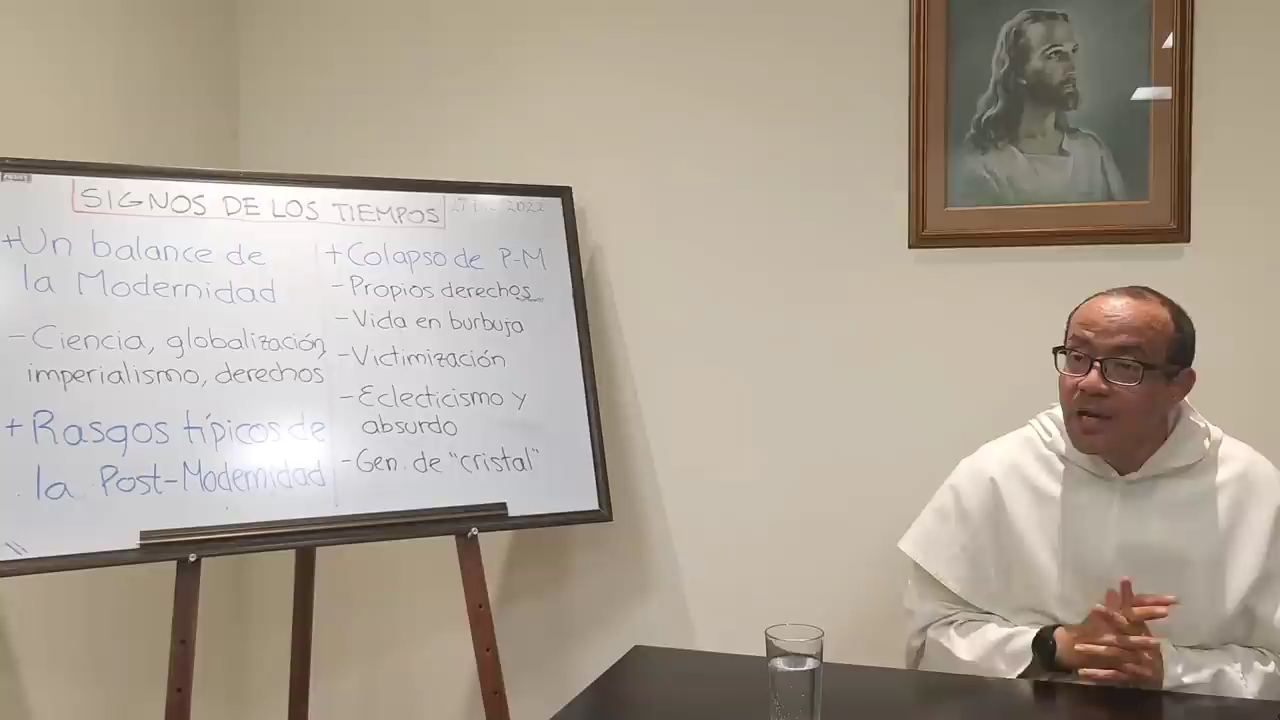 SIGNOS DE LOS TIEMPOS
2022
+Un balance de
la Modernidad
-Ciencia, globalización,
imperialismo, derechos
+Rasgos típicos de
la Post-Modernidad
+Colapso de P-M
-Propios derechos
-Vida en burbuja
-Victimización
-Eclecticismo y
absurdo
-Gen. de "cristal"